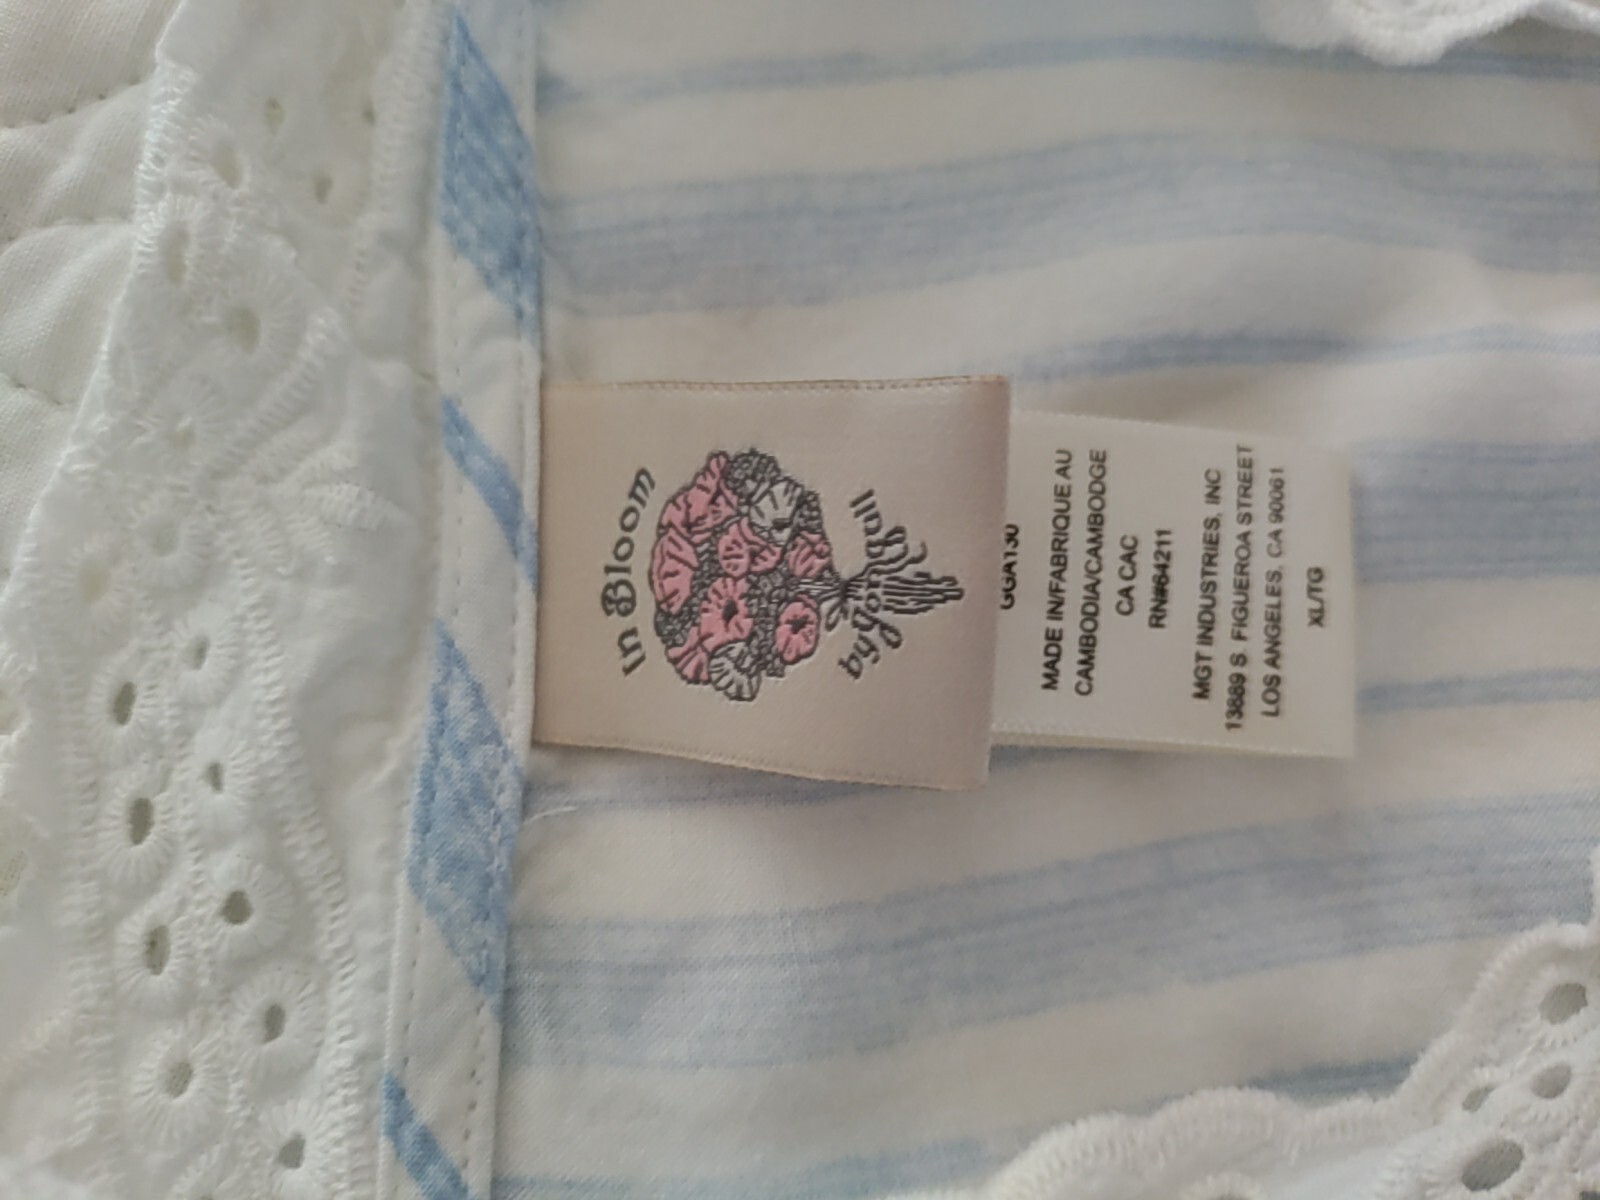 In Bloom
by Jonquil
MADE IN/FABRIQUE AU
CAMBODIA/CAMBODGE
CA CAC
RN#64211
MGT INDUSTRIES, INC
13889 S. FIGUEROA STREET
LOS ANGELES, CA 90061
XL/TG